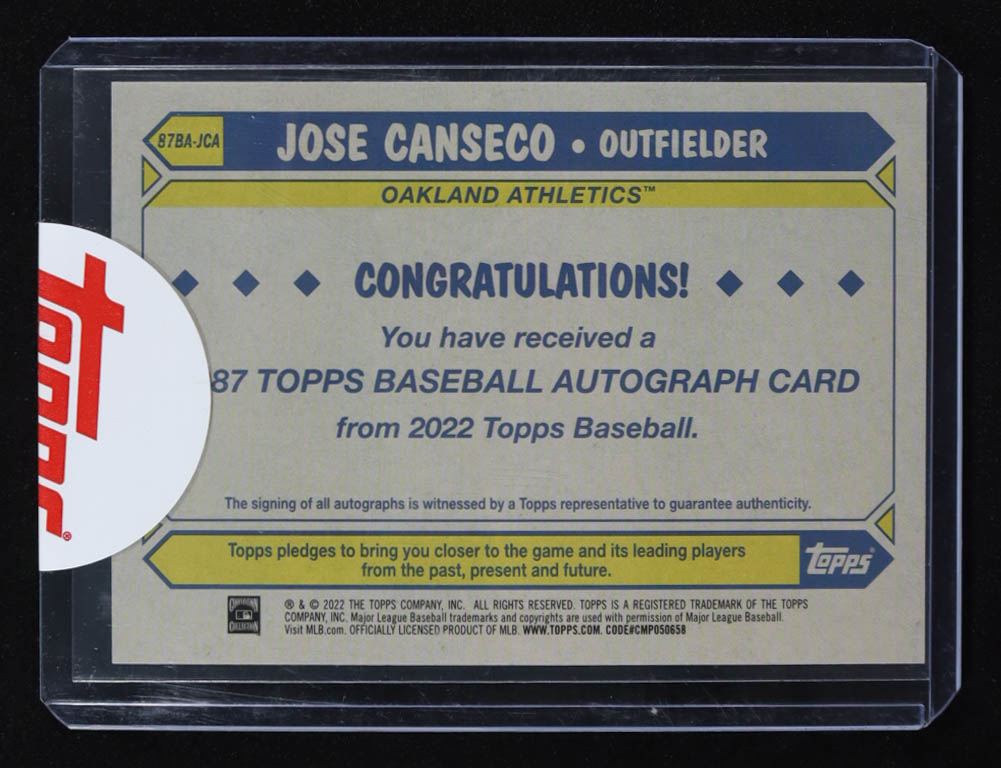 87BA-JCA
JOSE CANSECO • OUTFIELDER
OAKLAND ATHLETICS™
CONGRATULATIONS!
You have received a
87 TOPPS BASEBALL AUTOGRAPH CARD
from 2022 Topps Baseball.
TOPPS®
The signing of all autographs is witnessed by a Topps representative to guarantee authenticity.
Topps pledges to bring you closer to the game and its leading players
from the past, present and future.
Topps®
COOPERSTOWN
COLLECTION
® & © 2022 THE TOPPS COMPANY, INC. ALL RIGHTS RESERVED. TOPPS IS A REGISTERED TRADEMARK OF THE TOPPS
COMPANY, INC. Major League Baseball trademarks and copyrights are used with permission of Major League Baseball.
Visit MLB.com. OFFICIALLY LICENSED PRODUCT OF MLB. WWW.TOPPS.COM. CODE#CMP050658